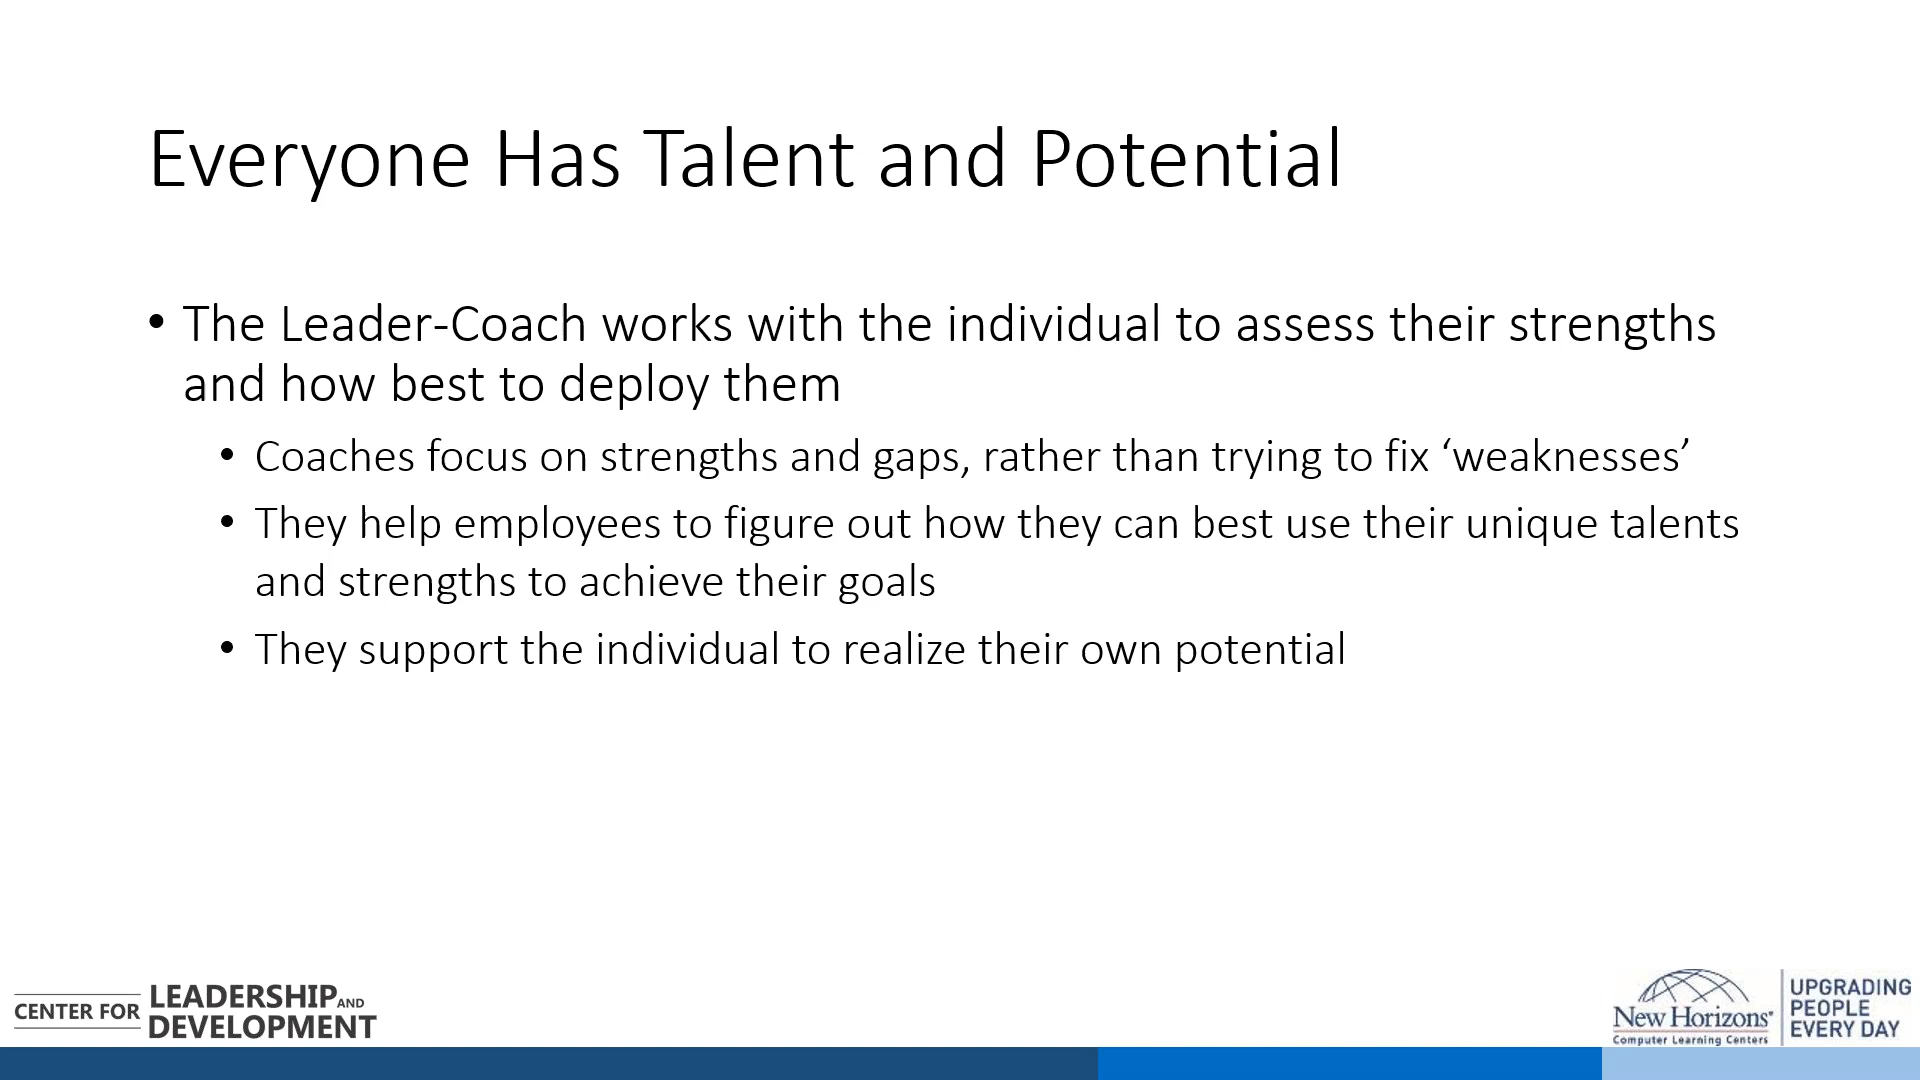 Everyone Has Talent and Potential
• The Leader-Coach works with the individual to assess their strengths
and how best to deploy them
• Coaches focus on strengths and gaps, rather than trying to fix ‘weaknesses’
• They help employees to figure out how they can best use their unique talents
and strengths to achieve their goals
• They support the individual to realize their own potential
CENTER FOR LEADERSHIP AND
DEVELOPMENT
New Horizons®
Computer Learning Centers
UPGRADING
PEOPLE
EVERY DAY